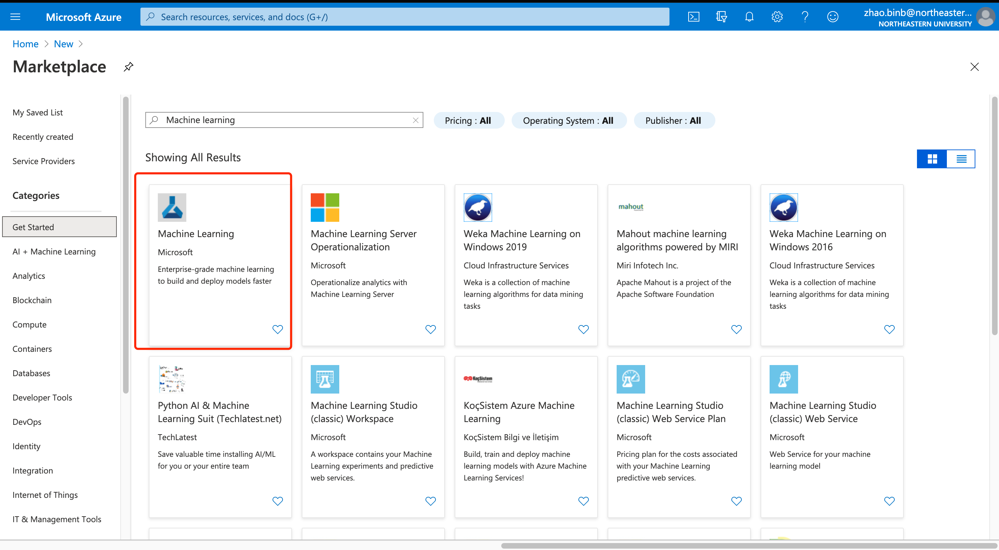 Microsoft Azure
Search resources, services, and docs (G+/)
zhao.binb@northeaster...
NORTHEASTERN UNIVERSITY
Home
New
Marketplace
My Saved List
Recently created
Service Providers
Categories
Get Started
AI + Machine Learning
Analytics
Blockchain
Compute
Containers
Databases
Developer Tools
DevOps
Identity
Integration
Internet of Things
IT & Management Tools
Machine learning
Pricing : All
Operating System : All
Publisher : All
Showing All Results
Machine Learning
Microsoft
Enterprise-grade machine learning
to build and deploy models faster
Machine Learning Server
Operationalization
Microsoft
Operationalize analytics with
Machine Learning Server
Weka Machine Learning on
Windows 2019
Cloud Infrastructure Services
Weka is a collection of machine
learning algorithms for data mining
tasks
mahout
Mahout machine learning
algorithms powered by MIRI
Miri Infotech Inc.
Apache Mahout is a project of the
Apache Software Foundation
Weka Machine Learning on
Windows 2016
Cloud Infrastructure Services
Weka is a collection of machine
learning algorithms for data mining
tasks
Python AI & Machine
Learning Suit (Techlatest.net)
TechLatest
Save valuable time installing AI/ML
for you or your entire team
Machine Learning Studio
(classic) Workspace
Microsoft
A workspace contains your Machine
Learning experiments and predictive
web services.
KoçSistem
KoçSistem Azure Machine
Learning
KoçSistem Bilgi ve İletişim
Build, train and deploy machine
learning models with Azure Machine
Learning Services!
Machine Learning Studio
(classic) Web Service Plan
Microsoft
Pricing plan for the costs associated
with your Machine Learning
predictive web services.
Machine Learning Studio
(classic) Web Service
Microsoft
Web Service for your machine
learning model